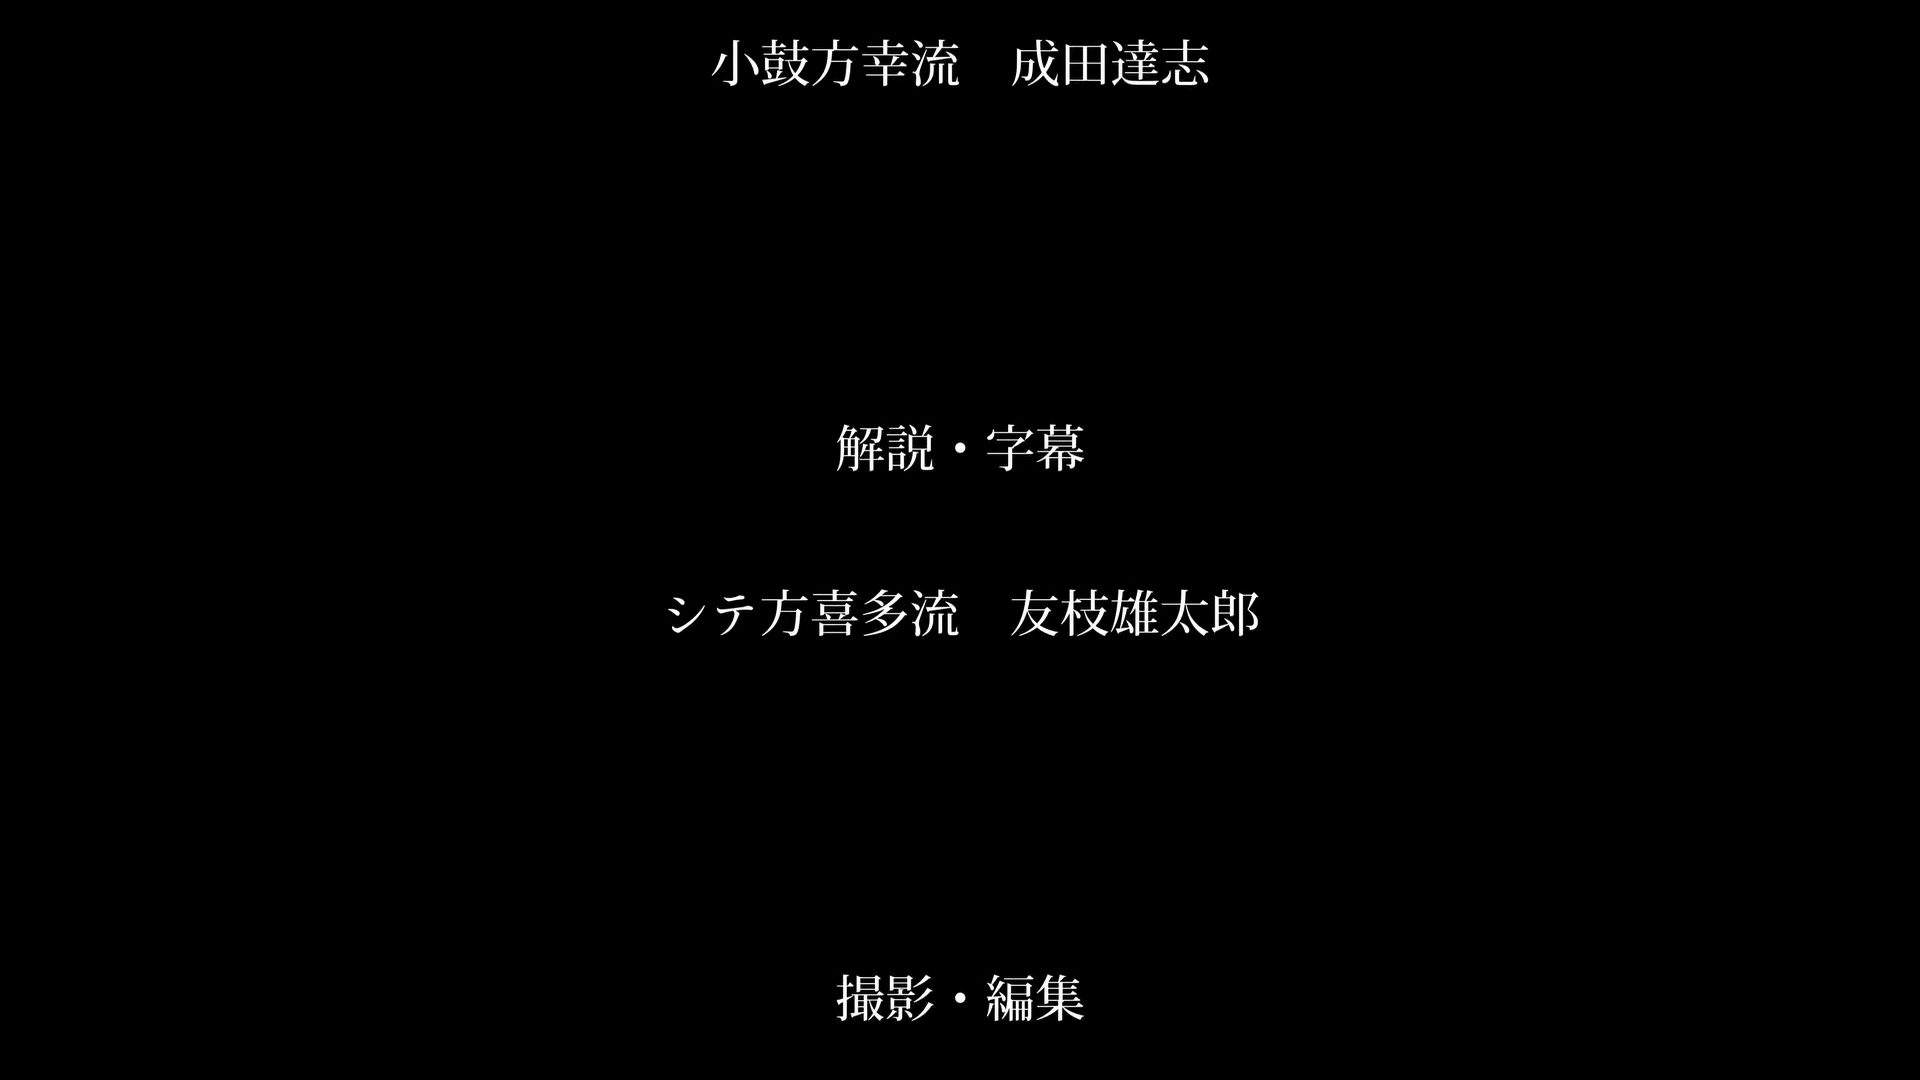 小鼓方幸流　成田達志
解説・字幕
シテ方喜多流　友枝雄太郎
撮影・編集